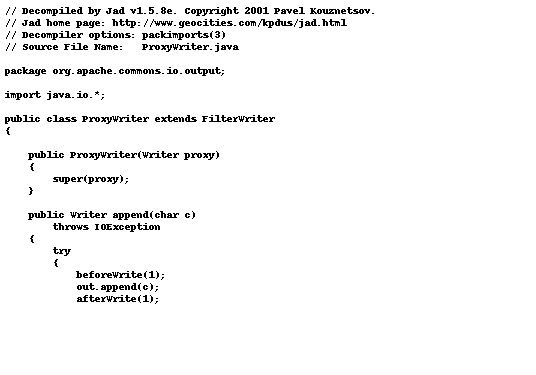 // Decompiled by Jad v1.5.8e. Copyright 2001 Pavel Kouznetsov.
// Jad home page: http://www.geocities.com/kpdus/jad.html
// Decompiler options: packimports(3)
// Source File Name:   ProxyWriter.java

package org.apache.commons.io.output;

import java.io.*;

public class ProxyWriter extends FilterWriter
{

    public ProxyWriter(Writer proxy)
    {
        super(proxy);
    }

    public Writer append(char c)
        throws IOException
    {
        try
        {
            beforeWrite(1);
            out.append(c);
            afterWrite(1);